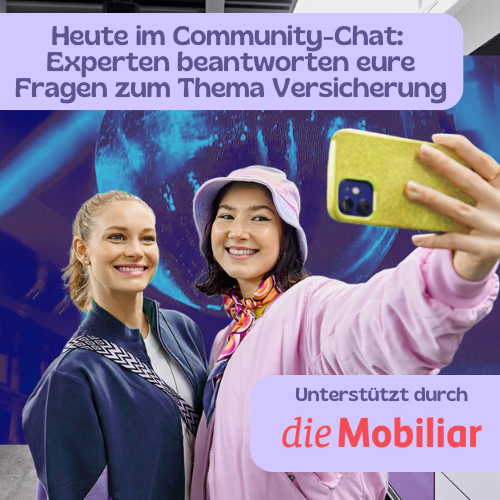 Heute im Community-Chat:
Experten beantworten eure
Fragen zum Thema Versicherung
Unterstützt durch
die Mobiliar